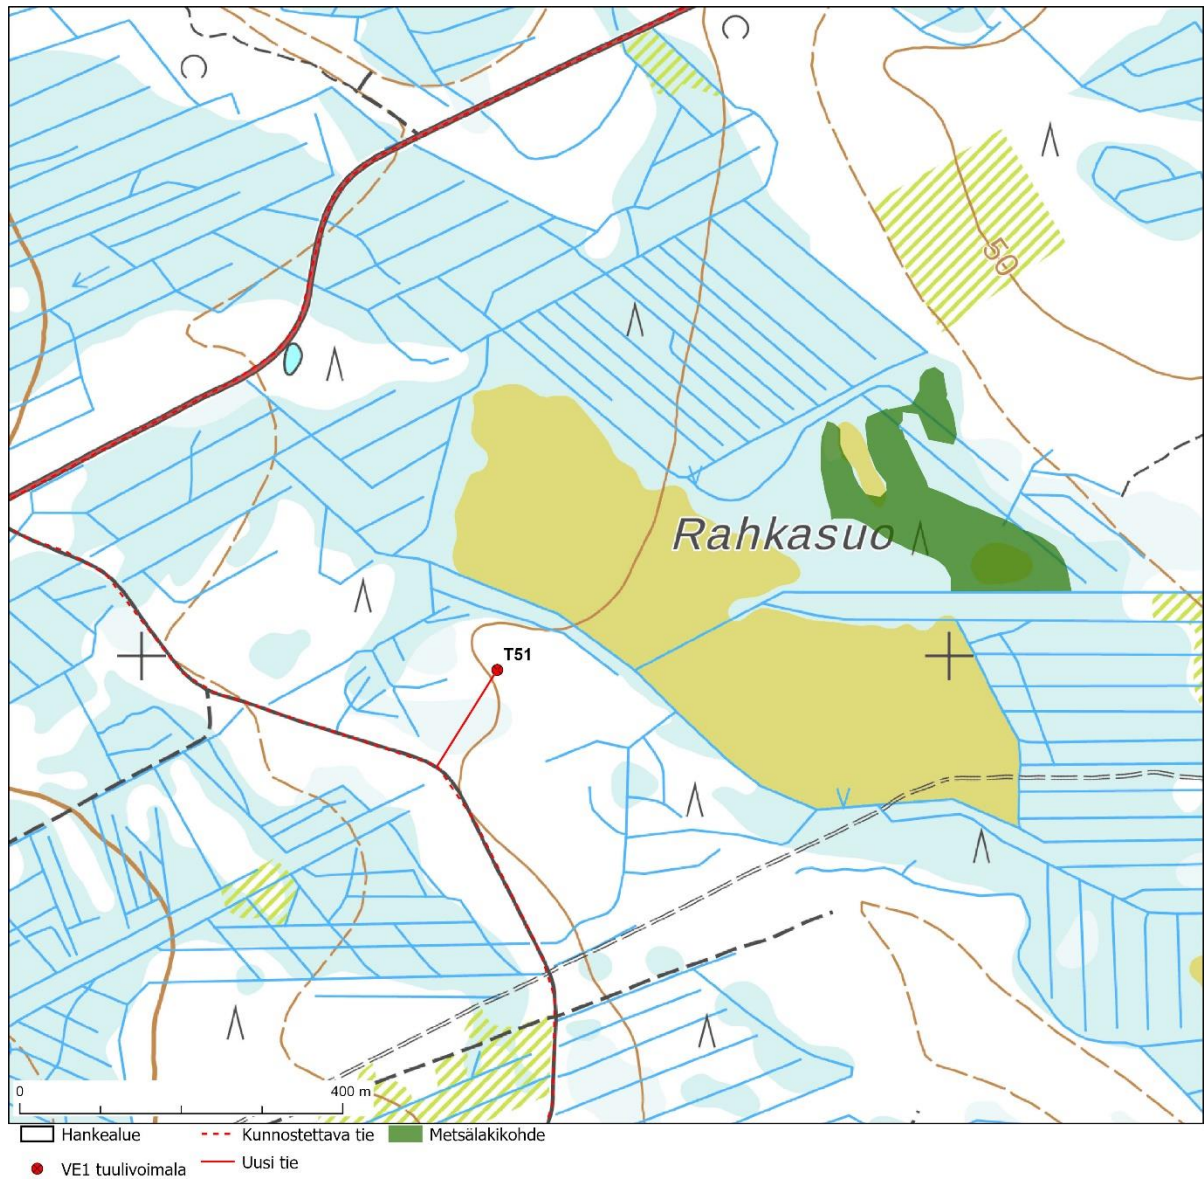 50
Rahkasuo
T51
0 400 m
Hankealue Kunnostettava tie Metsälakikohde
VE1 tuulivoimala Uusi tie